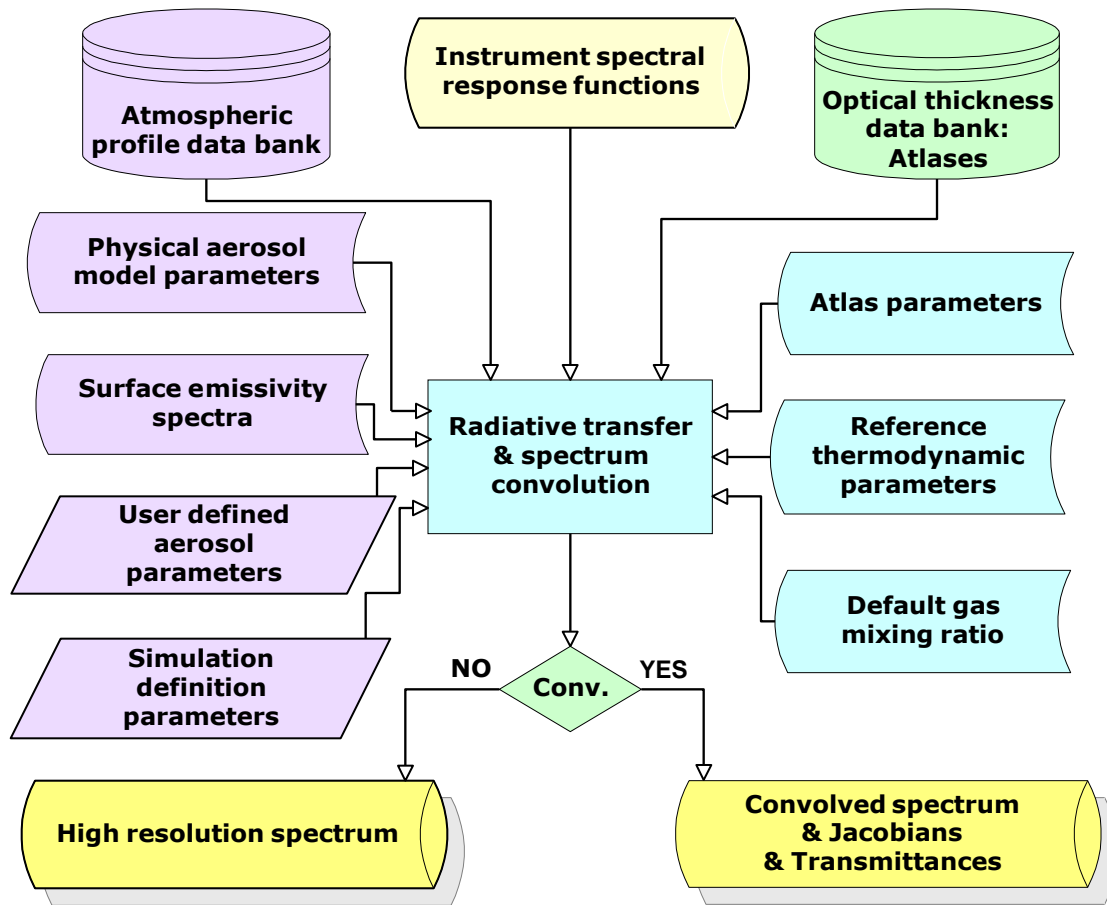 Atmospheric
profile data bank
Instrument spectral
response functions
Optical thickness
data bank:
Atlases
Physical aerosol
model parameters
Surface emissivity
spectra
User defined
aerosol
parameters
Simulation
definition
parameters
Radiative transfer
& spectrum
convolution
Atlas parameters
Reference
thermodynamic
parameters
Default gas
mixing ratio
NO
Conv.
YES
High resolution spectrum
Convolved spectrum
& Jacobians
& Transmittances